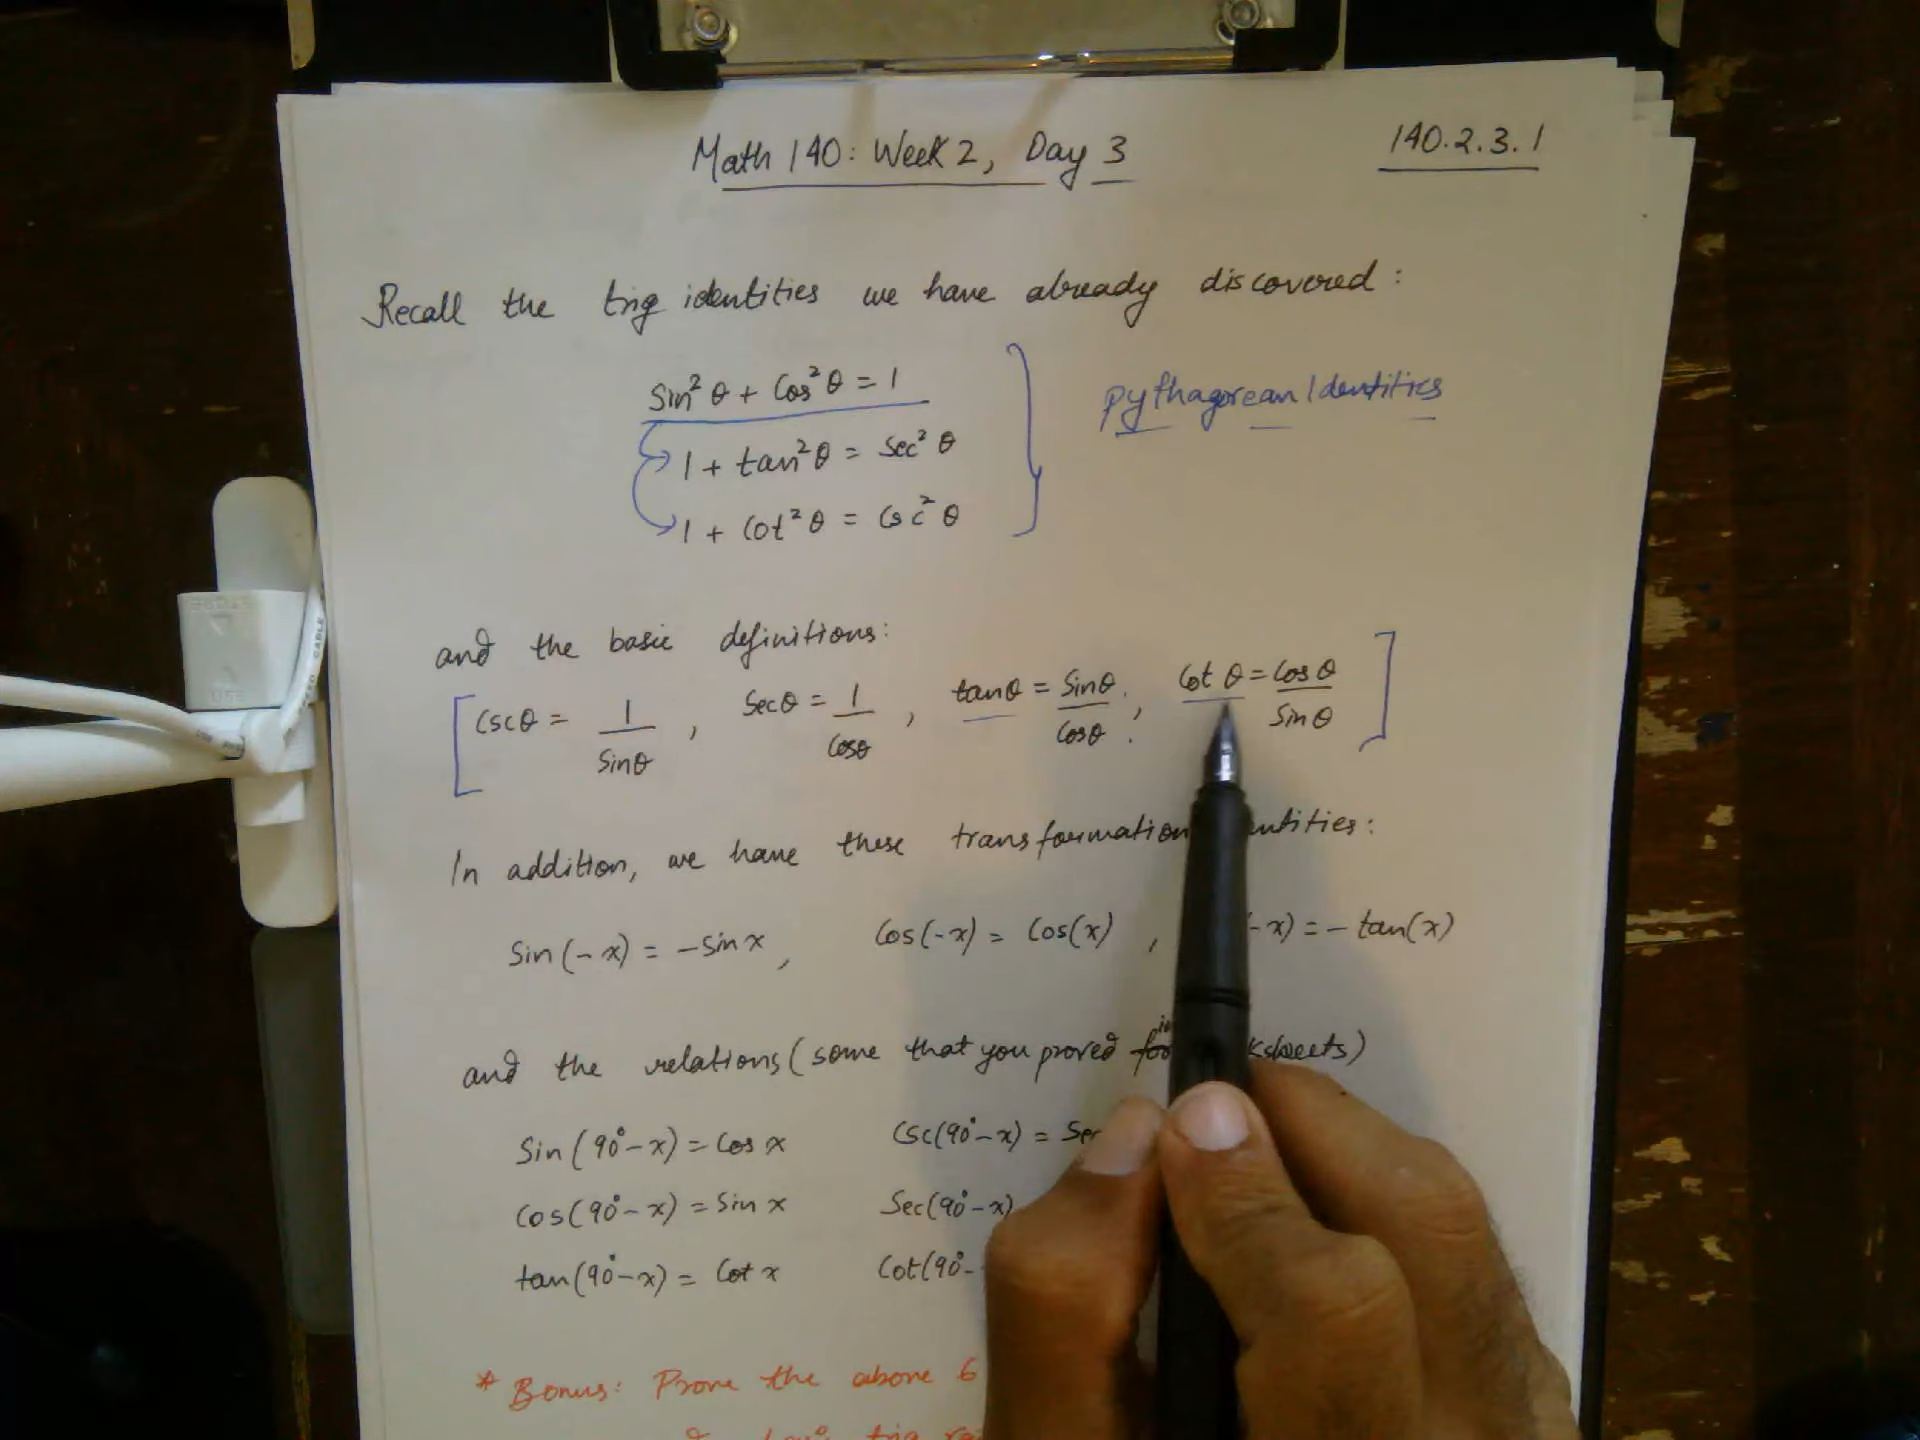 Math 140: Week 2, Day 3
140.2.3.1
Recall the trig identities we have already discovered:
Sin²θ + Cos²θ = 1
1 + tan²θ = Sec²θ
1 + Cot²θ = Csc²θ
Pythagorean Identities
and the basic definitions:
Cscθ = 1/Sinθ, Secθ = 1/Cosθ, tanθ = Sinθ/Cosθ, Cot θ = Cosθ/Sinθ
In addition, we have these transformation
Sin(-x) = -Sin x, Cos(-x) = Cos(x), -x) = - tan(x)
and the relations (some that you proved in
Sin(90°-x) = Cos x Csc(90°-x) =
Cos(90°-x) = Sin x Sec(90°-x)
tan(90°-x) = Cot x Cot(90°-
* Bonus: Prove the above 6
trig